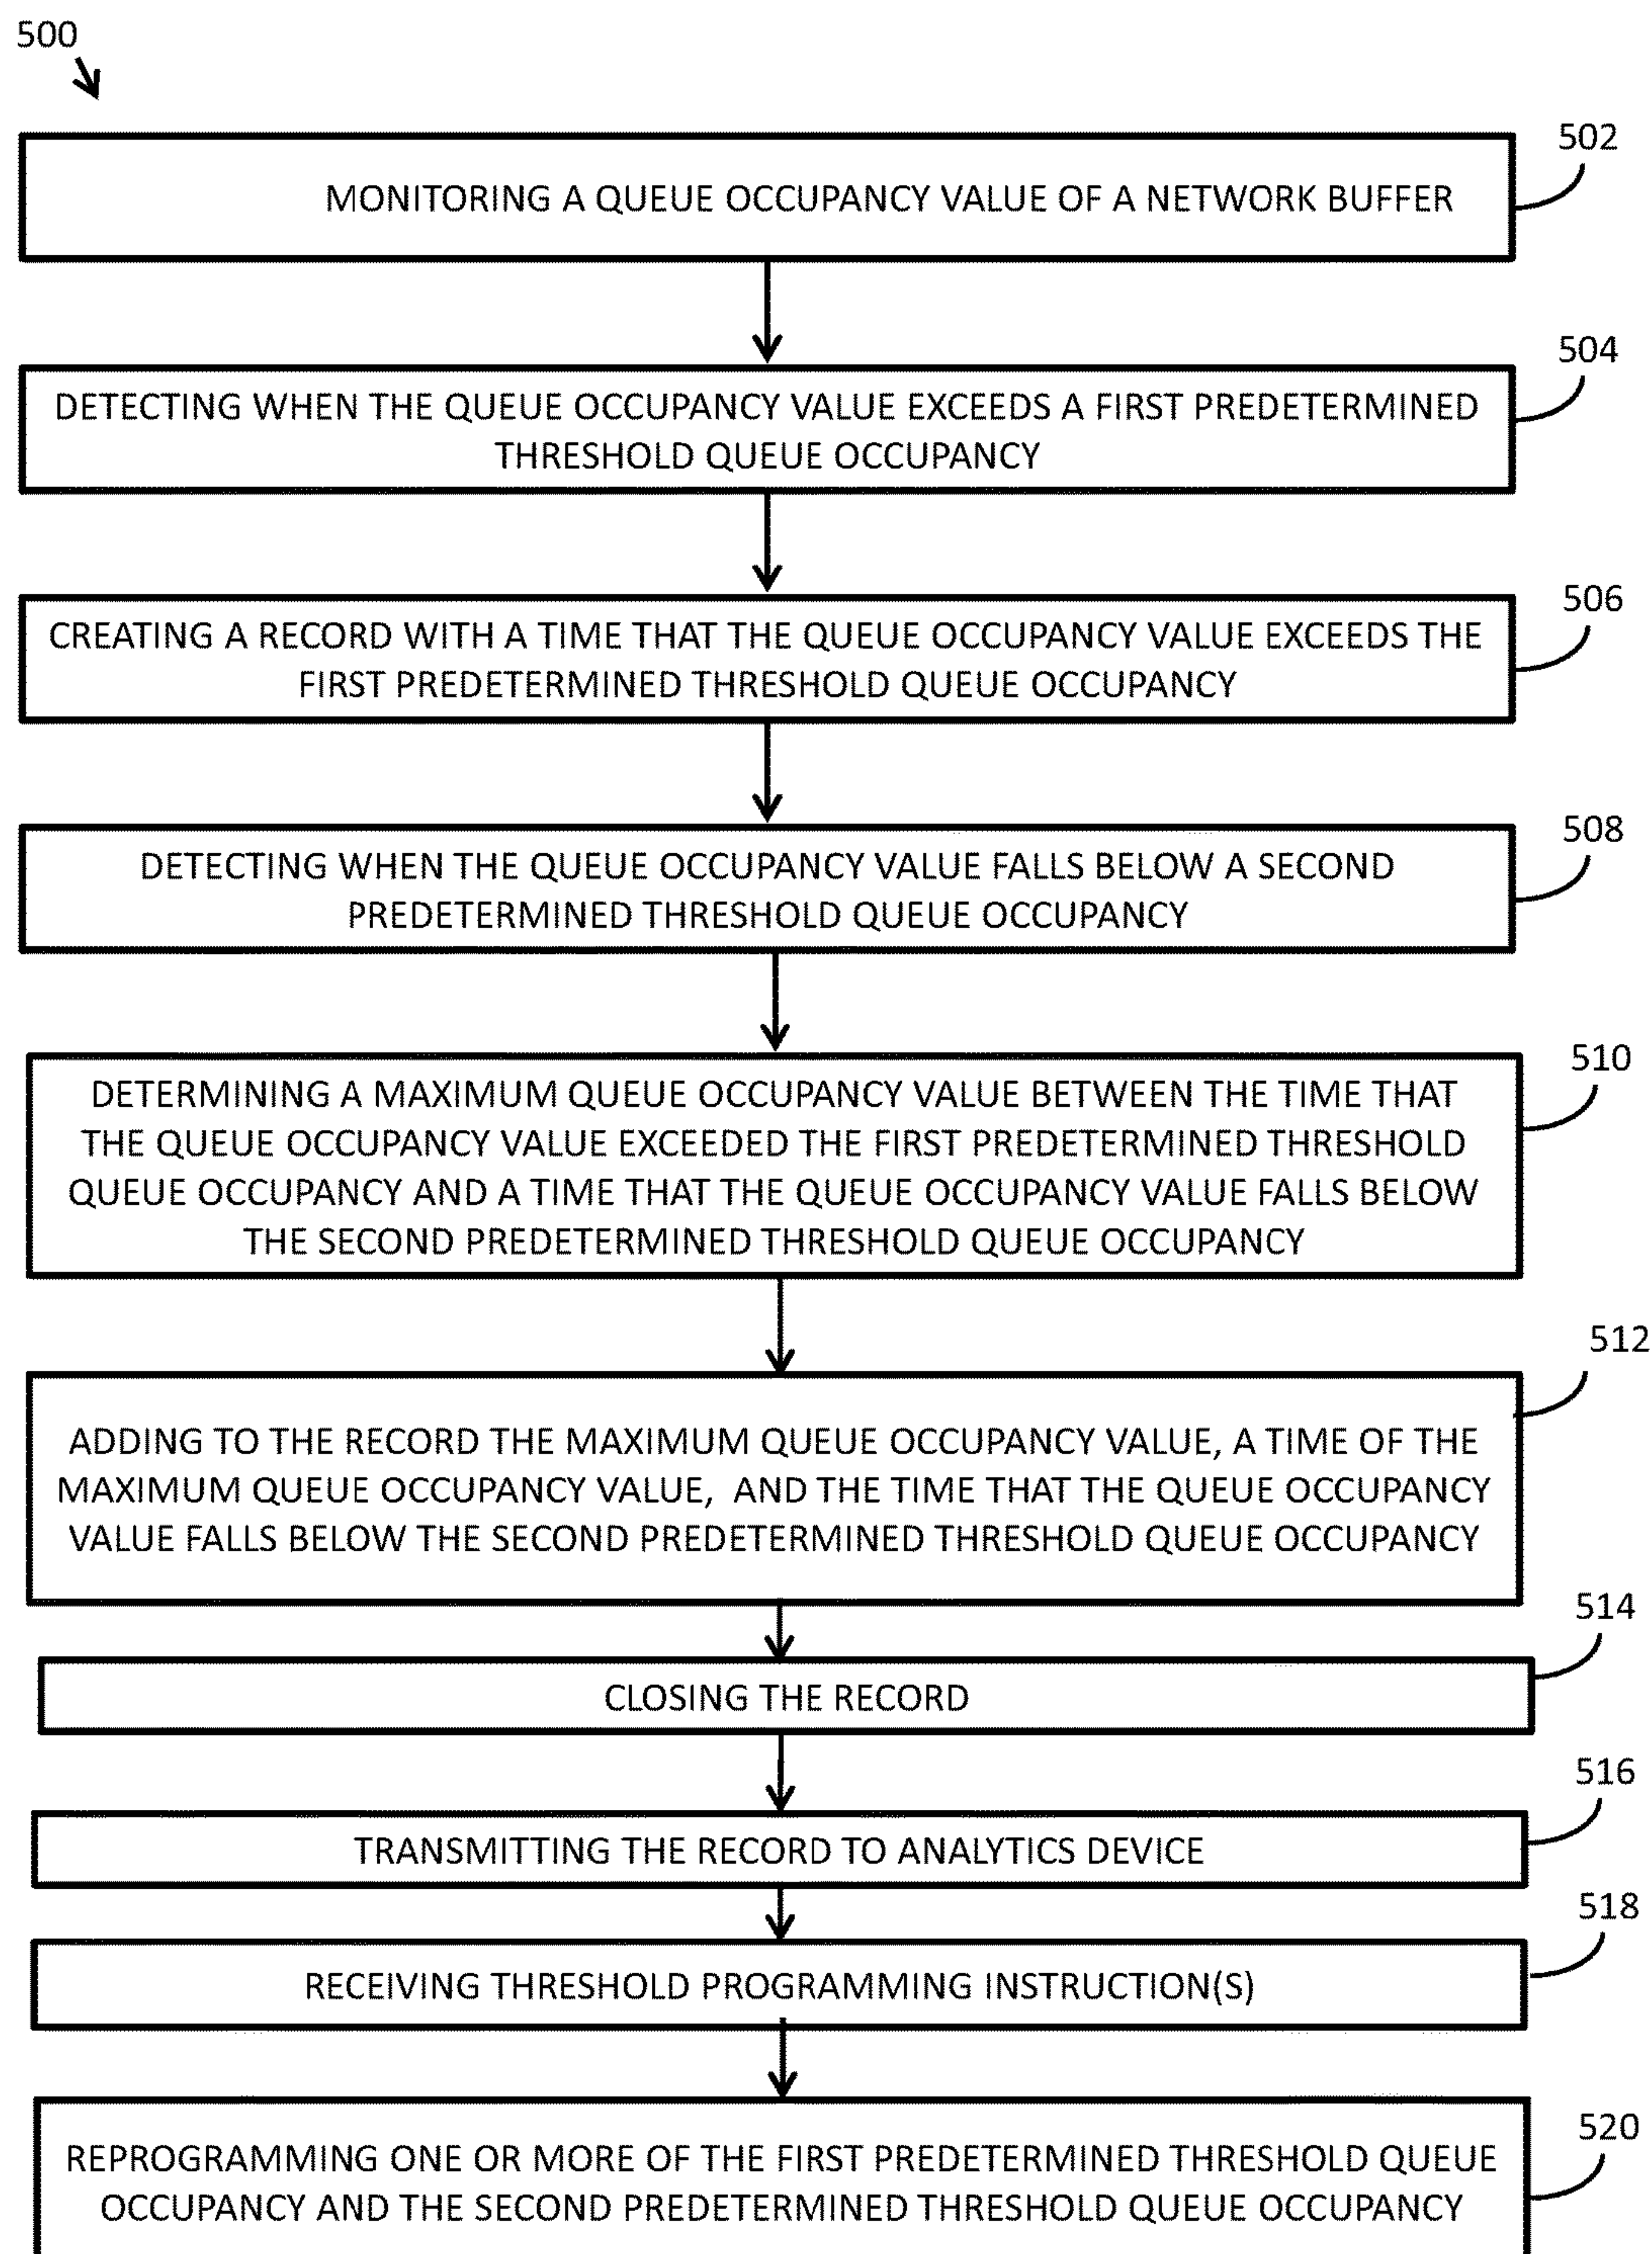 500
502
MONITORING A QUEUE OCCUPANCY VALUE OF A NETWORK BUFFER
504
DETECTING WHEN THE QUEUE OCCUPANCY VALUE EXCEEDS A FIRST PREDETERMINED
THRESHOLD QUEUE OCCUPANCY
506
CREATING A RECORD WITH A TIME THAT THE QUEUE OCCUPANCY VALUE EXCEEDS THE
FIRST PREDETERMINED THRESHOLD QUEUE OCCUPANCY
508
DETECTING WHEN THE QUEUE OCCUPANCY VALUE FALLS BELOW A SECOND
PREDETERMINED THRESHOLD QUEUE OCCUPANCY
510
DETERMINING A MAXIMUM QUEUE OCCUPANCY VALUE BETWEEN THE TIME THAT
THE QUEUE OCCUPANCY VALUE EXCEEDED THE FIRST PREDETERMINED THRESHOLD
QUEUE OCCUPANCY AND A TIME THAT THE QUEUE OCCUPANCY VALUE FALLS BELOW
THE SECOND PREDETERMINED THRESHOLD QUEUE OCCUPANCY
512
ADDING TO THE RECORD THE MAXIMUM QUEUE OCCUPANCY VALUE, A TIME OF THE
MAXIMUM QUEUE OCCUPANCY VALUE, AND THE TIME THAT THE QUEUE OCCUPANCY
VALUE FALLS BELOW THE SECOND PREDETERMINED THRESHOLD QUEUE OCCUPANCY
514
CLOSING THE RECORD
516
TRANSMITTING THE RECORD TO ANALYTICS DEVICE
518
RECEIVING THRESHOLD PROGRAMMING INSTRUCTION(S)
520
REPROGRAMMING ONE OR MORE OF THE FIRST PREDETERMINED THRESHOLD QUEUE
OCCUPANCY AND THE SECOND PREDETERMINED THRESHOLD QUEUE OCCUPANCY